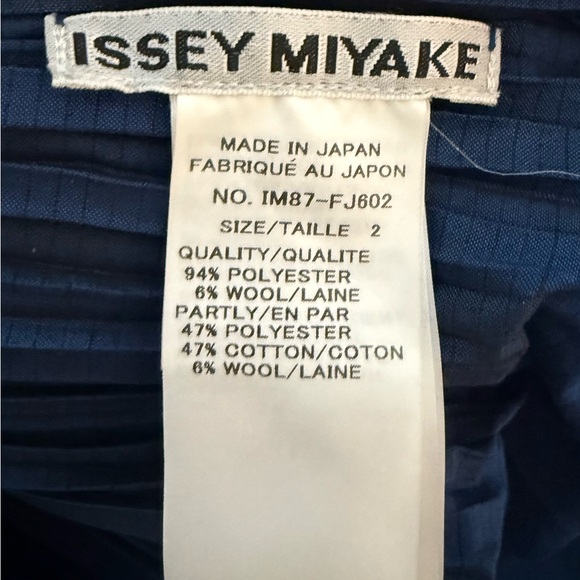 ISSEY MIYAKE
MADE IN JAPAN
FABRIQUÉ AU JAPON
NO. IM87-FJ602
SIZE/TAILLE 2
QUALITY/QUALITE
94% POLYESTER
6% WOOL/LAINE
PARTLY/EN PAR
47% POLYESTER
47% COTTON/COTON
6% WOOL/LAINE